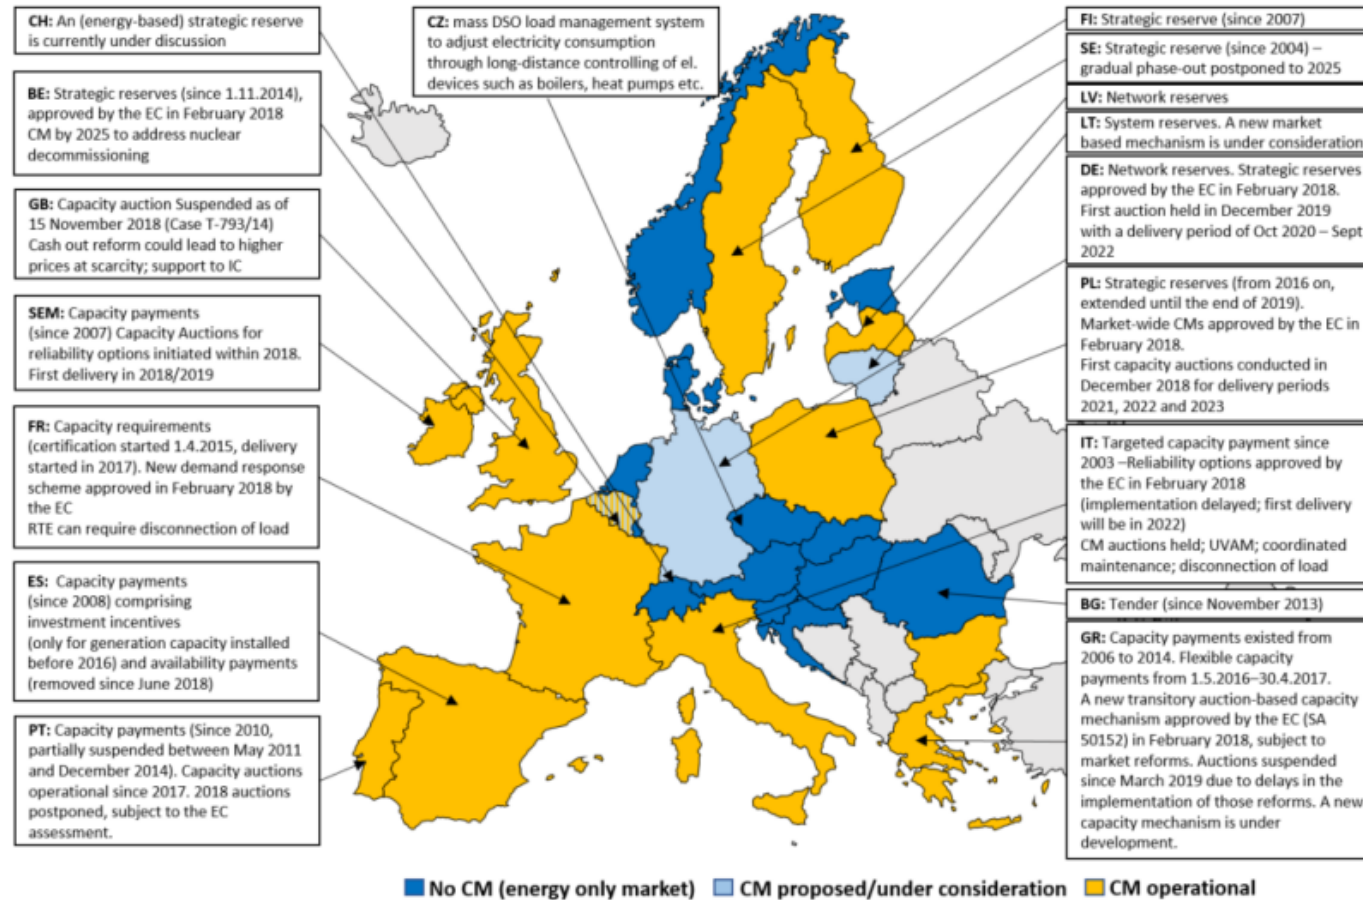 CH: An (energy-based) strategic reserve
is currently under discussion
BE: Strategic reserves (since 1.11.2014),
approved by the EC in February 2018
CM by 2025 to address nuclear
decommissioning
GB: Capacity auction Suspended as of
15 November 2018 (Case T-793/14)
Cash out reform could lead to higher
prices at scarcity; support to IC
SEM: Capacity payments
(since 2007) Capacity Auctions for
reliability options initiated within 2018.
First delivery in 2018/2019
FR: Capacity requirements
(certification started 1.4.2015, delivery
started in 2017). New demand response
scheme approved in February 2018 by
the EC
RTE can require disconnection of load
ES: Capacity payments
(since 2008) comprising
investment incentives
(only for generation capacity installed
before 2016) and availability payments
(removed since June 2018)
PT: Capacity payments (Since 2010,
partially suspended between May 2011
and December 2014). Capacity auctions
operational since 2017. 2018 auctions
postponed, subject to the EC
assessment.
CZ: mass DSO load management system
to adjust electricity consumption
through long-distance controlling of el.
devices such as boilers, heat pumps etc.
FI: Strategic reserve (since 2007)
SE: Strategic reserve (since 2004) –
gradual phase-out postponed to 2025
LV: Network reserves
LT: System reserves. A new market
based mechanism is under consideration
DE: Network reserves. Strategic reserves
approved by the EC in February 2018.
First auction held in December 2019
with a delivery period of Oct 2020 – Sept
2022
PL: Strategic reserves (from 2016 on,
extended until the end of 2019).
Market-wide CMs approved by the EC in
February 2018.
First capacity auctions conducted in
December 2018 for delivery periods
2021, 2022 and 2023
IT: Targeted capacity payment since
2003 –Reliability options approved by
the EC in February 2018
(implementation delayed; first delivery
will be in 2022)
CM auctions held; UVAM; coordinated
maintenance; disconnection of load
BG: Tender (since November 2013)
GR: Capacity payments existed from
2006 to 2014. Flexible capacity
payments from 1.5.2016–30.4.2017.
A new transitory auction-based capacity
mechanism approved by the EC (SA
50152) in February 2018, subject to
market reforms. Auctions suspended
since March 2019 due to delays in the
implementation of those reforms. A new
capacity mechanism is under
development.
No CM (energy only market) CM proposed/under consideration CM operational